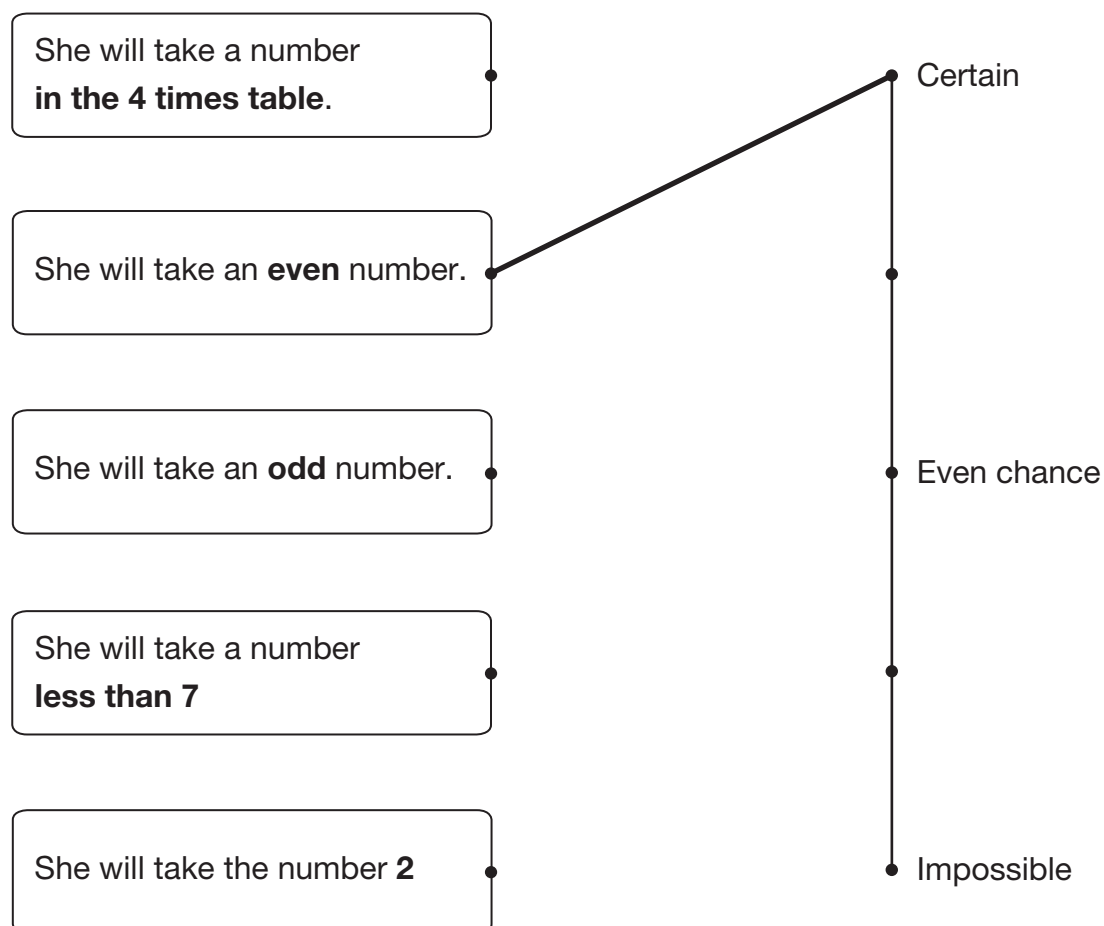 She will take a number
in the 4 times table.
Certain
She will take an even number.
She will take an odd number.
Even chance
She will take a number
less than 7
She will take the number 2
Impossible